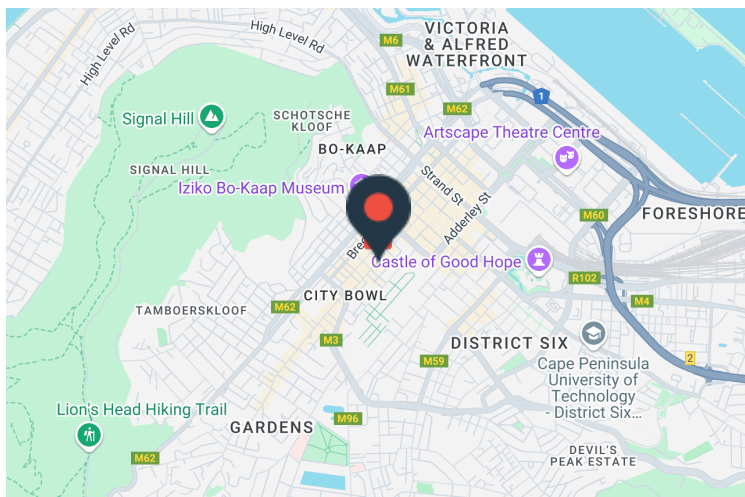 High Level Rd
High Level Rd
M6
VICTORIA
& ALFRED
WATERFRONT
M61
M62
1
Signal Hill
SCHOTSCHE
KLOOF
Artscape Theatre Centre
BO-KAAP
SIGNAL HILL
Iziko Bo-Kaap Museum
Strand St
Adderley St
M60
FORESHORE
Castle of Good Hope
R102
CITY BOWL
M4
TAMBOERSKLOOF
M62
M3
DISTRICT SIX
M59
2
Cape Peninsula
University of
Technology
- District Six...
Lion's Head Hiking Trail
M96
GARDENS
M62
DEVIL'S
PEAK ESTATE